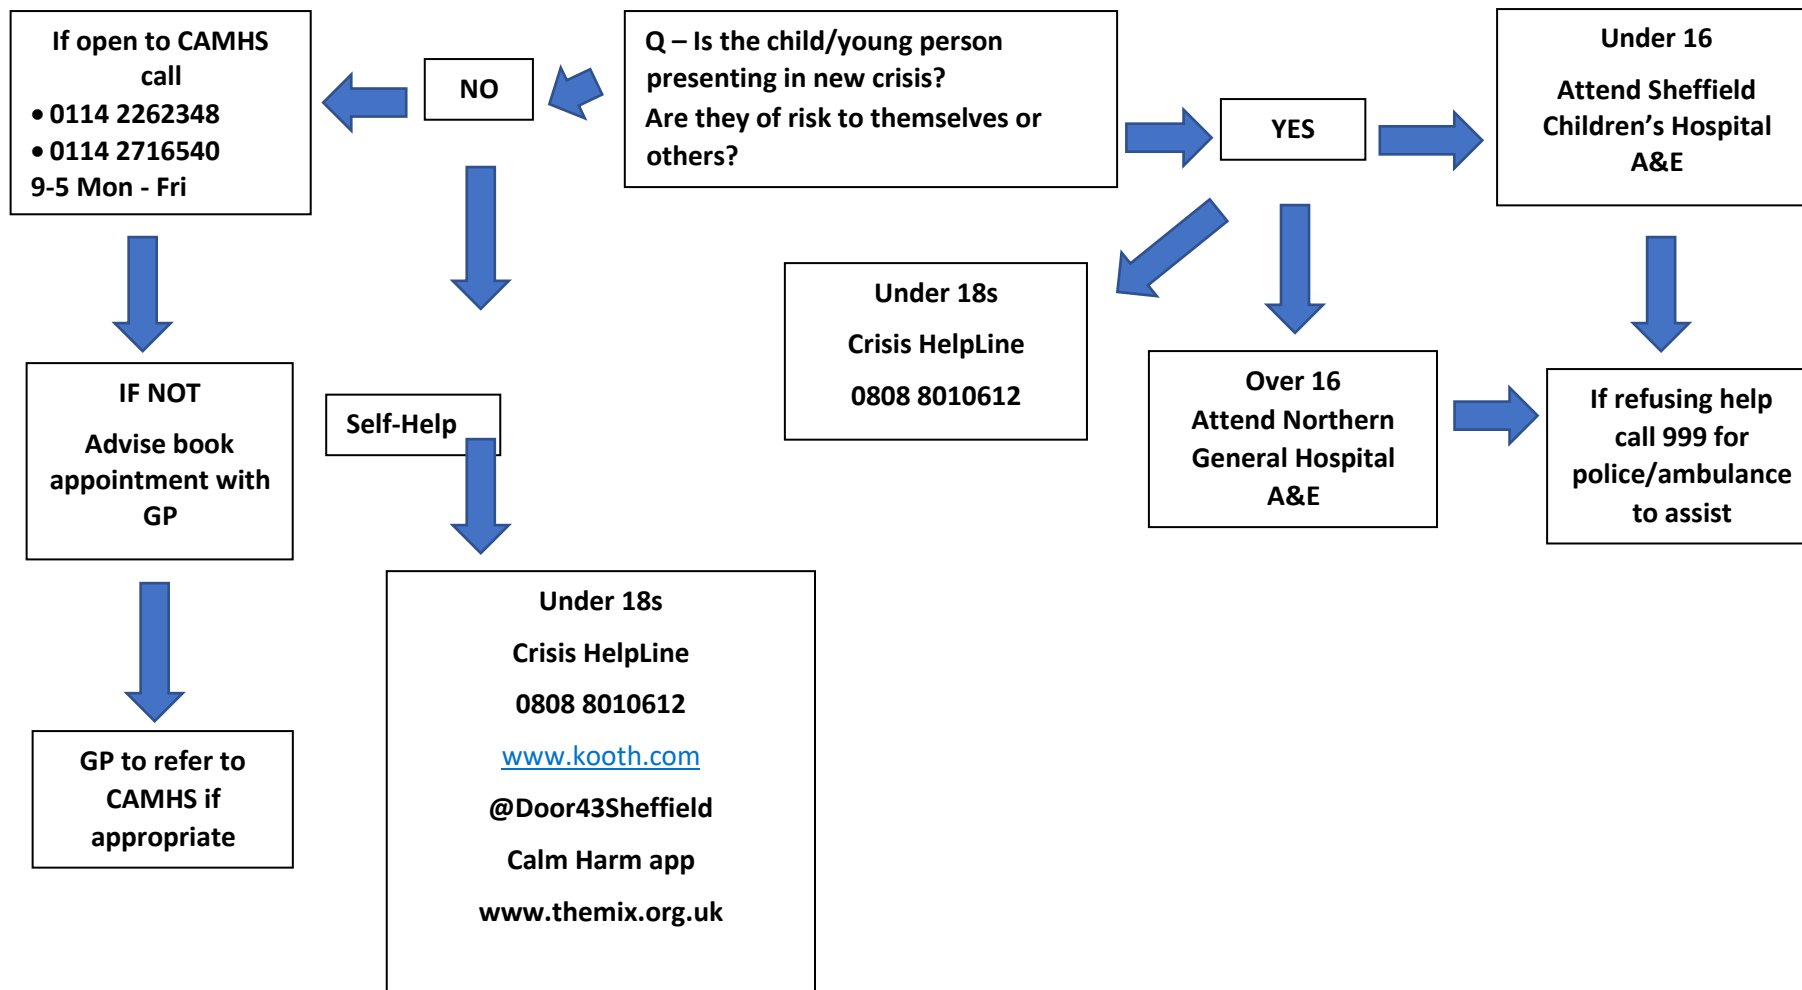 If open to CAMHS
call
• 0114 2262348
• 0114 2716540
9-5 Mon - Fri
NO
Q – Is the child/young person
presenting in new crisis?
Are they of risk to themselves or
others?
YES
Under 16
Attend Sheffield
Children’s Hospital
A&E
Under 18s
Crisis HelpLine
0808 8010612
IF NOT
Advise book
appointment with
GP
Self-Help
Over 16
Attend Northern
General Hospital
A&E
If refusing help
call 999 for
police/ambulance
to assist
Under 18s
Crisis HelpLine
0808 8010612
www.kooth.com
@Door43Sheffield
Calm Harm app
www.themix.org.uk
GP to refer to
CAMHS if
appropriate